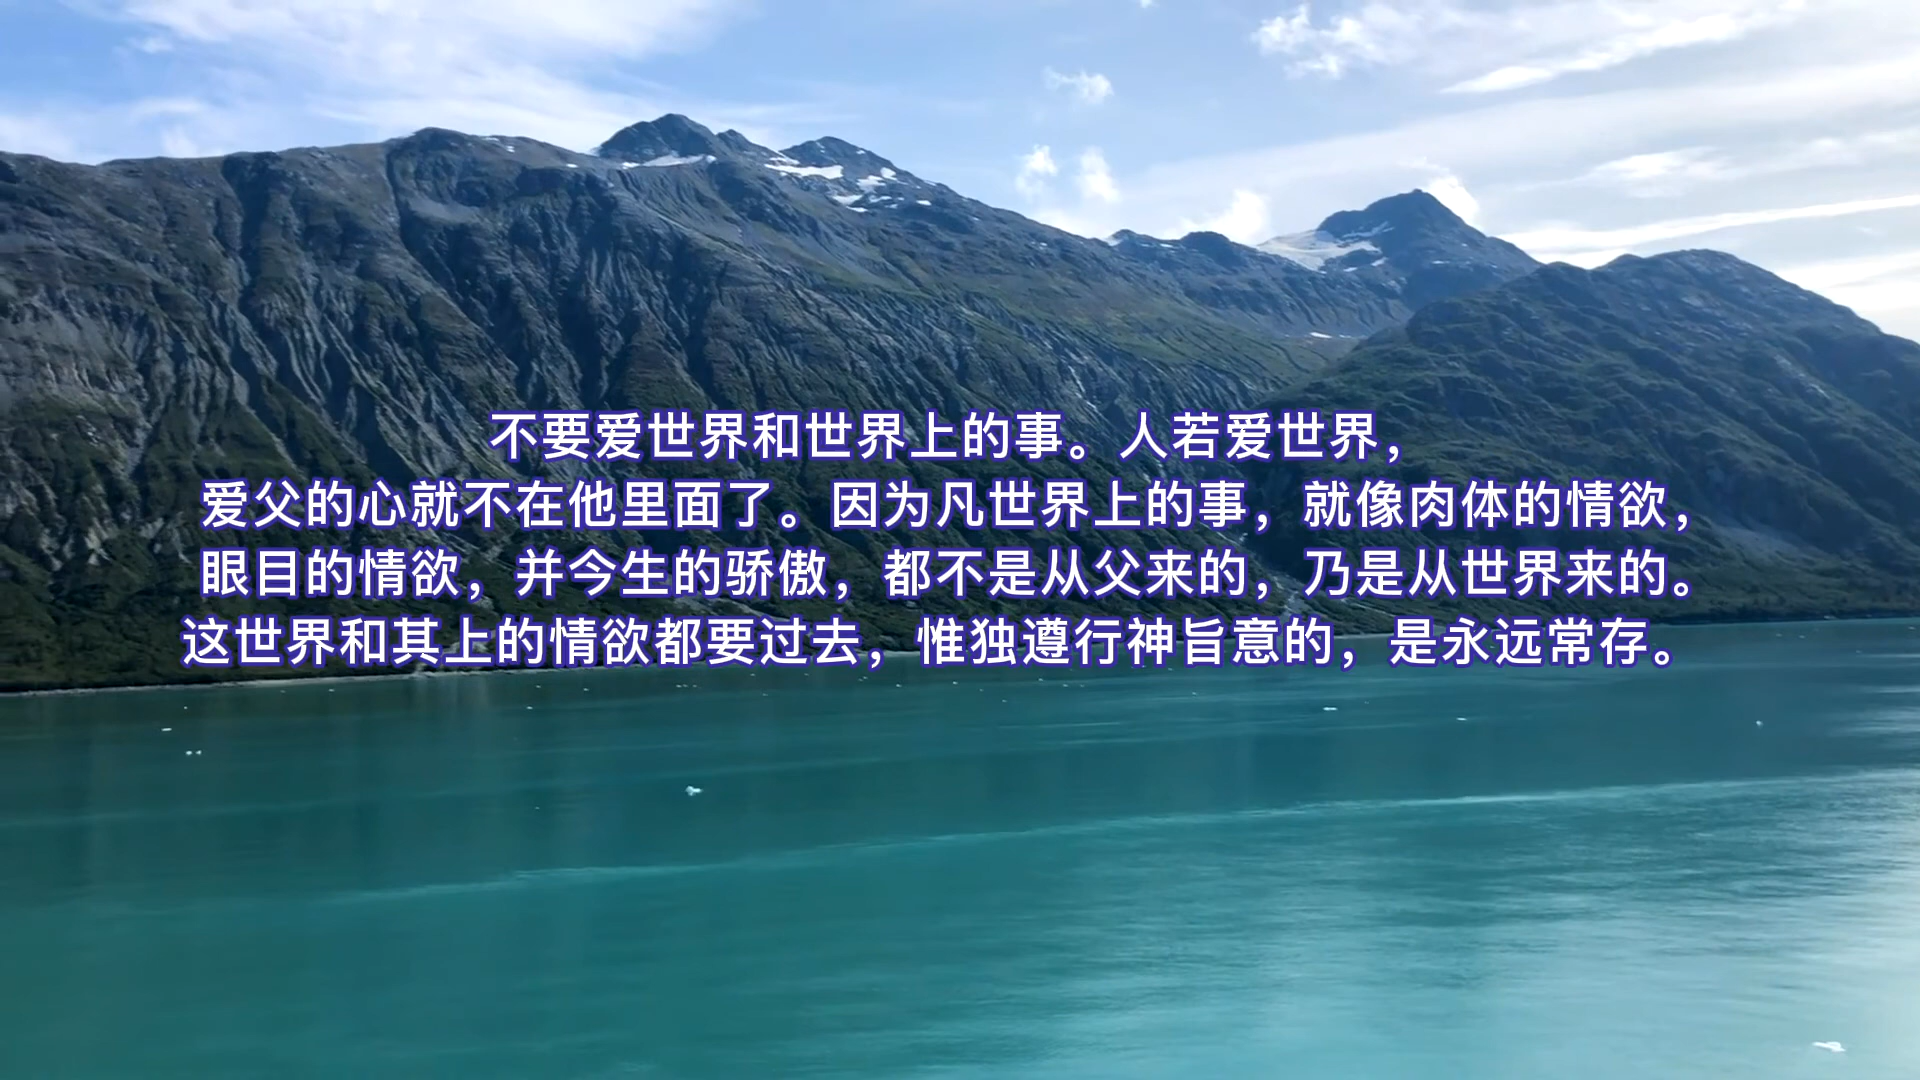 不要爱世界和世界上的事。人若爱世界，
爱父的心就不在他里面了。因为凡世界上的事，就像肉体的情欲，
眼目的情欲，并今生的骄傲，都不是从父来的，乃是从世界来的。
这世界和其上的情欲都要过去，惟独遵行神旨意的，是永远常存。